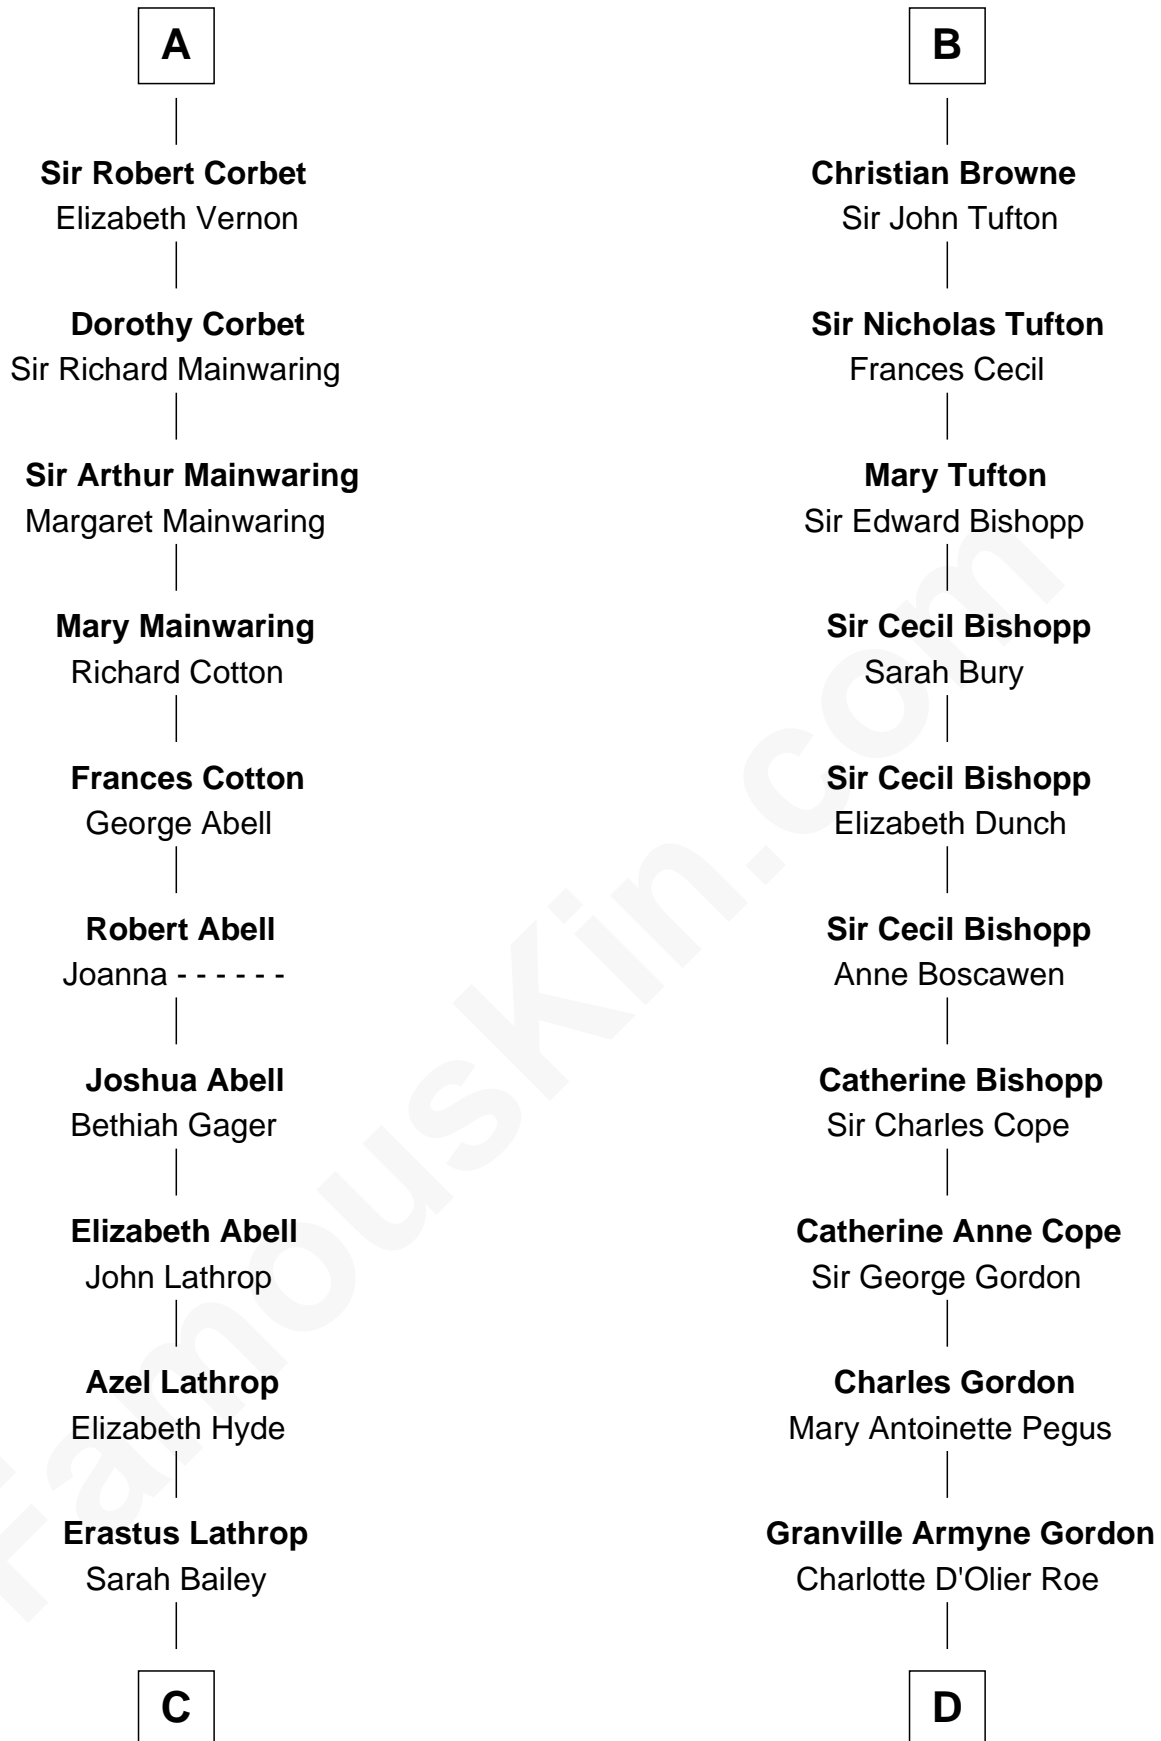 A
Sir Robert Corbet
Elizabeth Vernon
Dorothy Corbet
Sir Richard Mainwaring
Sir Arthur Mainwaring
Margaret Mainwaring
Mary Mainwaring
Richard Cotton
Frances Cotton
George Abell
Robert Abell
Joanna - - - - - -
Joshua Abell
Bethiah Gager
Elizabeth Abell
John Lathrop
Azel Lathrop
Elizabeth Hyde
Erastus Lathrop
Sarah Bailey
C
B
Christian Browne
Sir John Tufton
Sir Nicholas Tufton
Frances Cecil
Mary Tufton
Sir Edward Bishopp
Sir Cecil Bishopp
Sarah Bury
Sir Cecil Bishopp
Elizabeth Dunch
Sir Cecil Bishopp
Anne Boscawen
Catherine Bishopp
Sir Charles Cope
Catherine Anne Cope
Sir George Gordon
Charles Gordon
Mary Antoinette Pegus
Granville Armyne Gordon
Charlotte D'Olier Roe
D
FamousKin.com